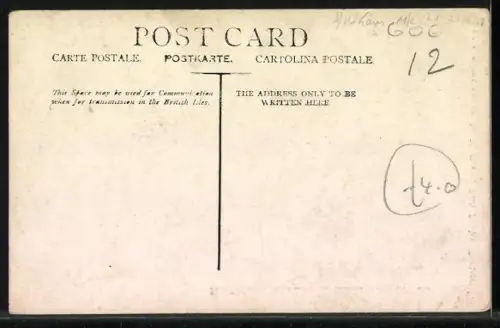 GOE
POST CARD
12
CARTE POSTALE. POSTKARTE. CARTOLINA POSTALE
This Space may be used for Communication
when for transmission in the British Isles.
THE ADDRESS ONLY TO BE
WRITTEN HERE
£4.0